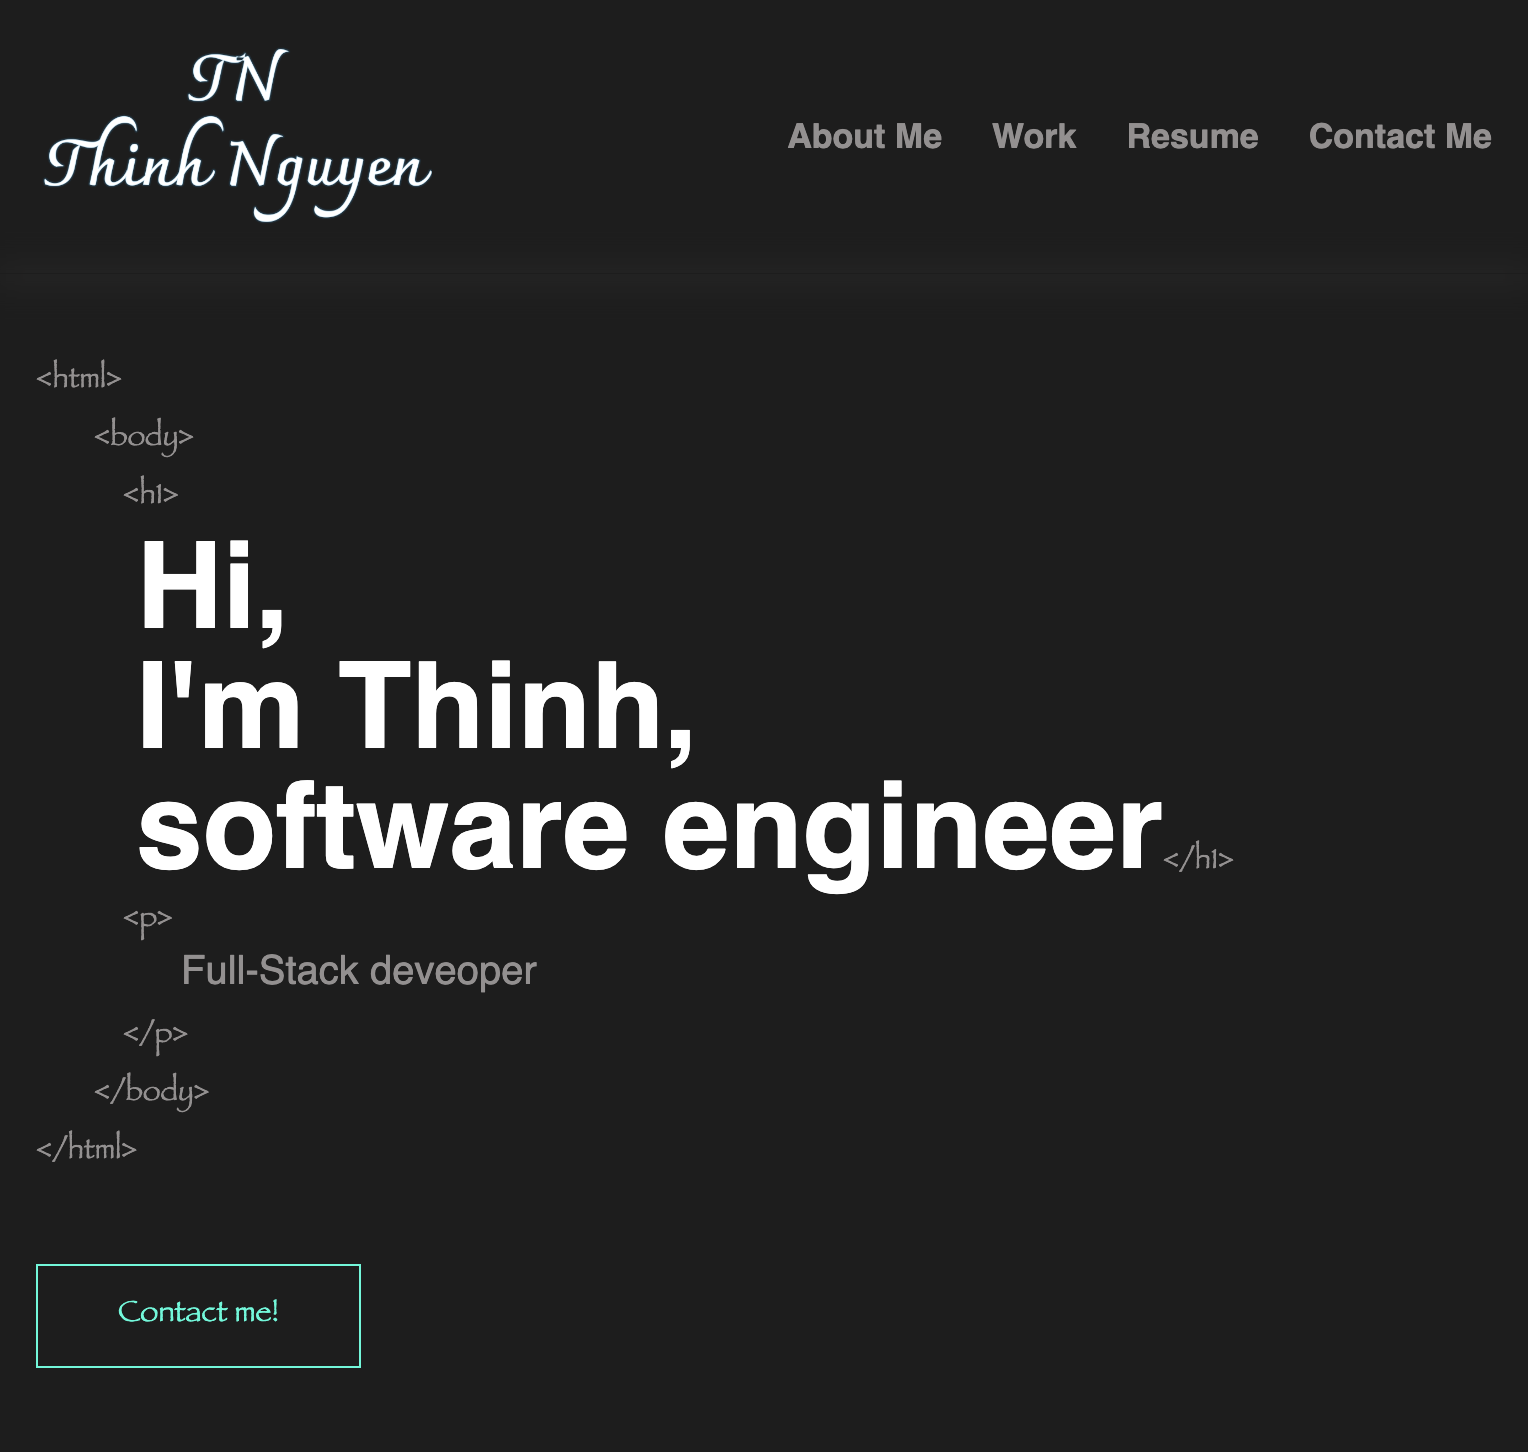 TN
Thinh Nguyen
About Me Work Resume Contact Me
<html>
<body>
<h1>
Hi,
I'm Thinh,
software engineer</h1>
<p>
Full-Stack deveoper
</p>
</body>
</html>
Contact me!